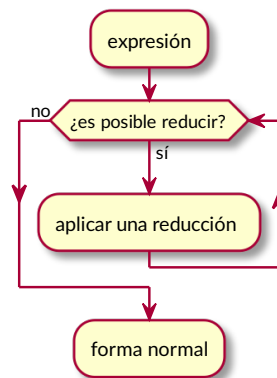 expresión
¿es posible reducir?
no
sí
aplicar una reducción
forma normal